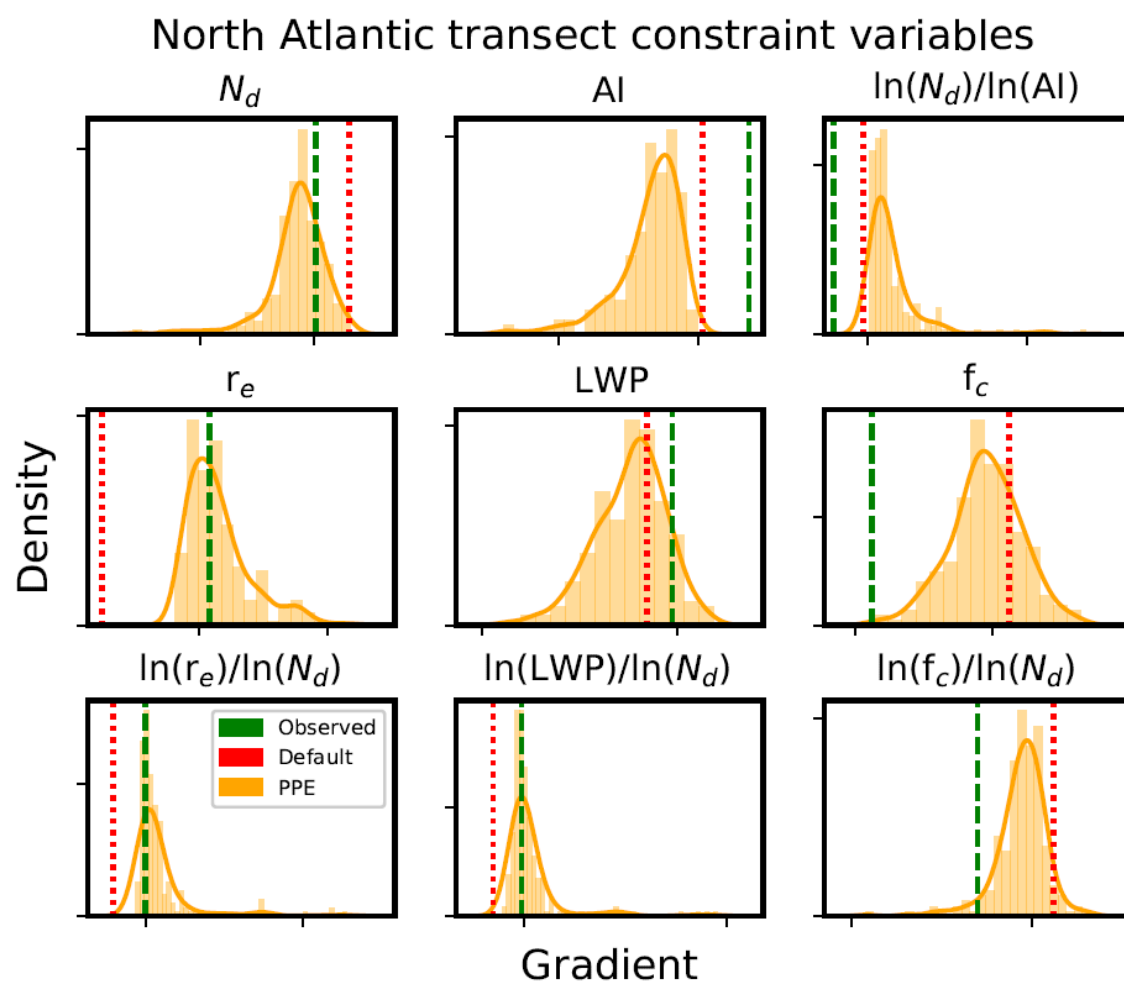 North Atlantic transect constraint variables
N_d
AI
ln(N_d)/ln(AI)
r_e
LWP
f_c
Density
ln(r_e)/ln(N_d)
ln(LWP)/ln(N_d)
ln(f_c)/ln(N_d)
Observed
Default
PPE
Gradient